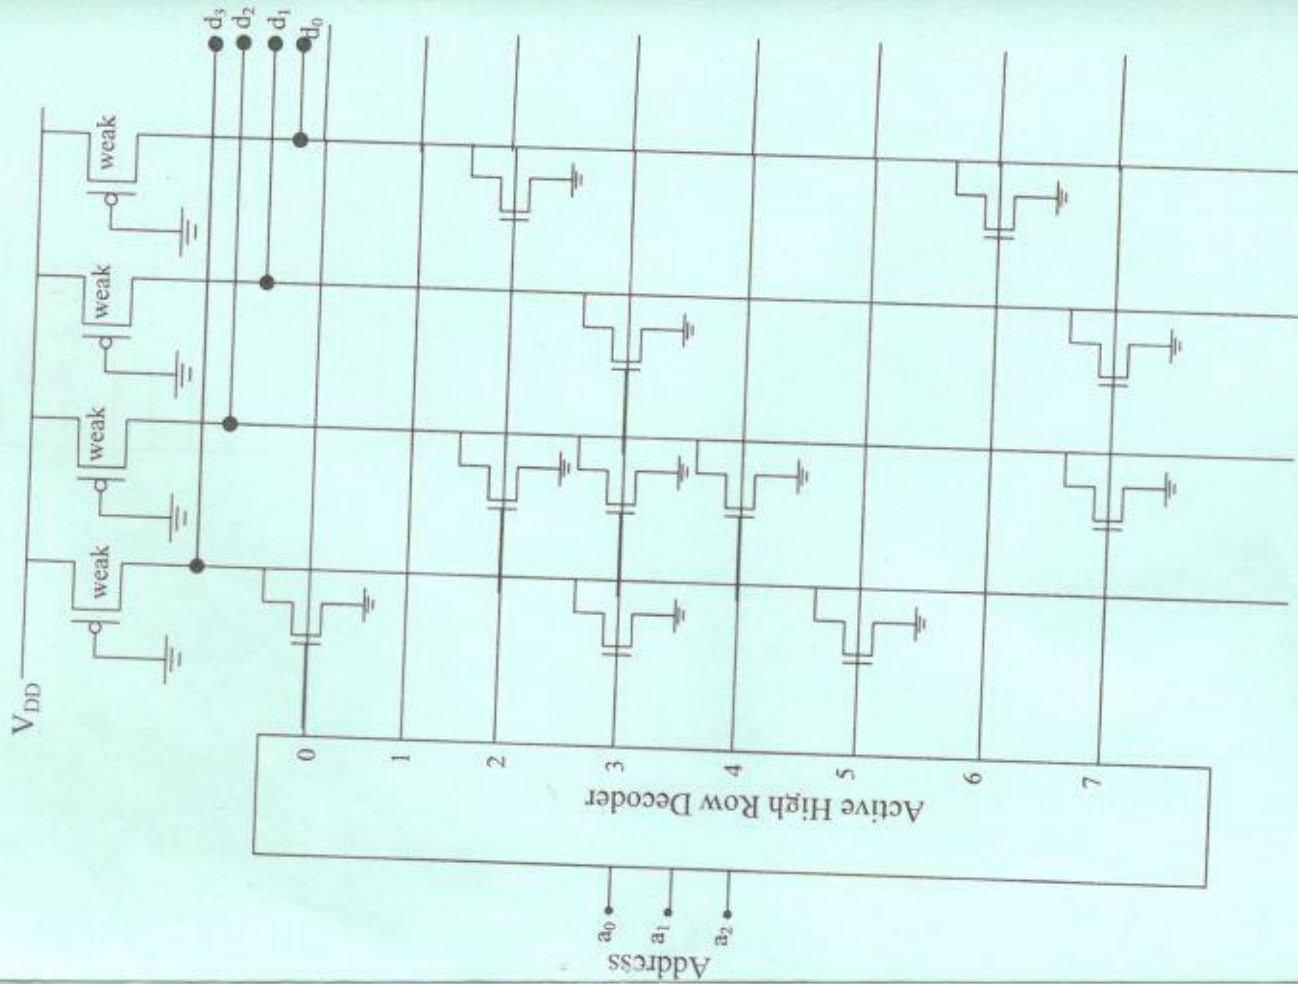 V_DD
weak
weak
weak
weak
d3
d2
d1
d0
0
1
2
3
4
5
6
7
Active High Row Decoder
a0
a1
a2
Address